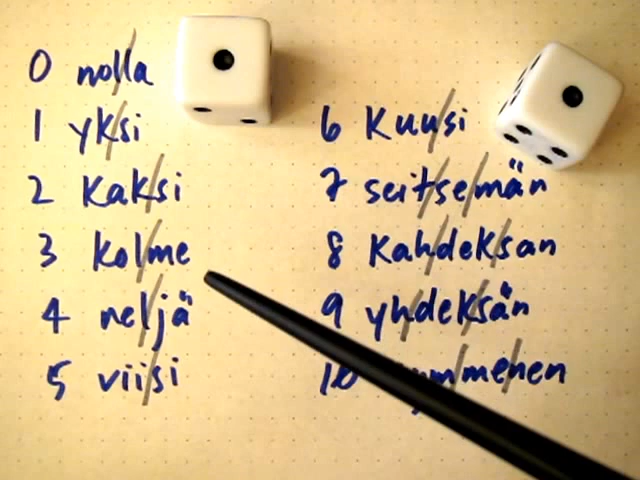 0 nolla
1 yksi
2 kaksi
3 kolme
4 neljä
5 viisi
6 kuusi
7 seitsemän
8 kahdeksan
9 yhdeksän
10 kymmenen